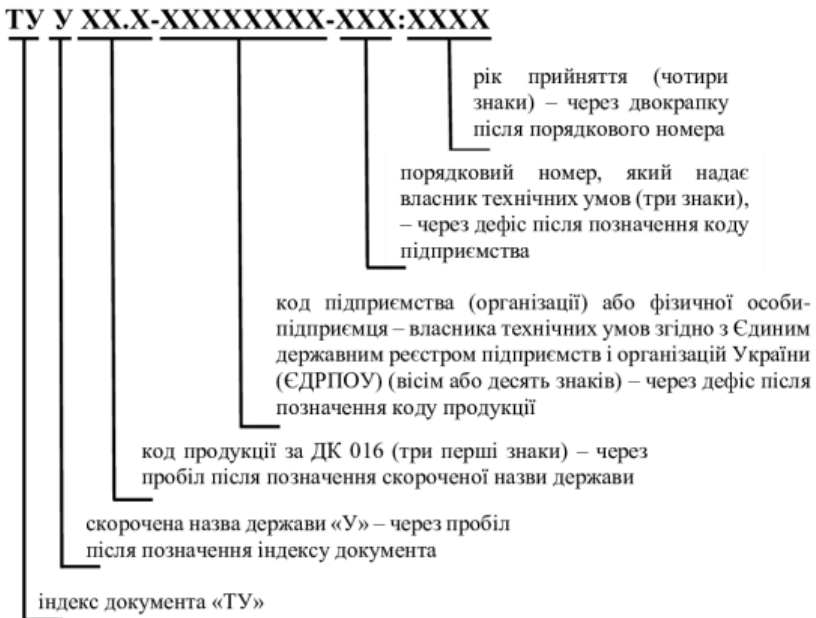 ТУ У ХХ.Х-ХХХХХХХХ-ХХХ:ХХХХ
рік прийняття (чотири
знаки) – через двокрапку
після порядкового номера
порядковий номер, який надає
власник технічних умов (три знаки),
– через дефіс після позначення коду
підприємства
код підприємства (організації) або фізичної особи-
підприємця – власника технічних умов згідно з Єдиним
державним реєстром підприємств і організацій України
(ЄДРПОУ) (вісім або десять знаків) – через дефіс після
позначення коду продукції
код продукції за ДК 016 (три перші знаки) – через
пробіл після позначення скороченої назви держави
скорочена назва держави «У» – через пробіл
після позначення індексу документа
індекс документа «ТУ»